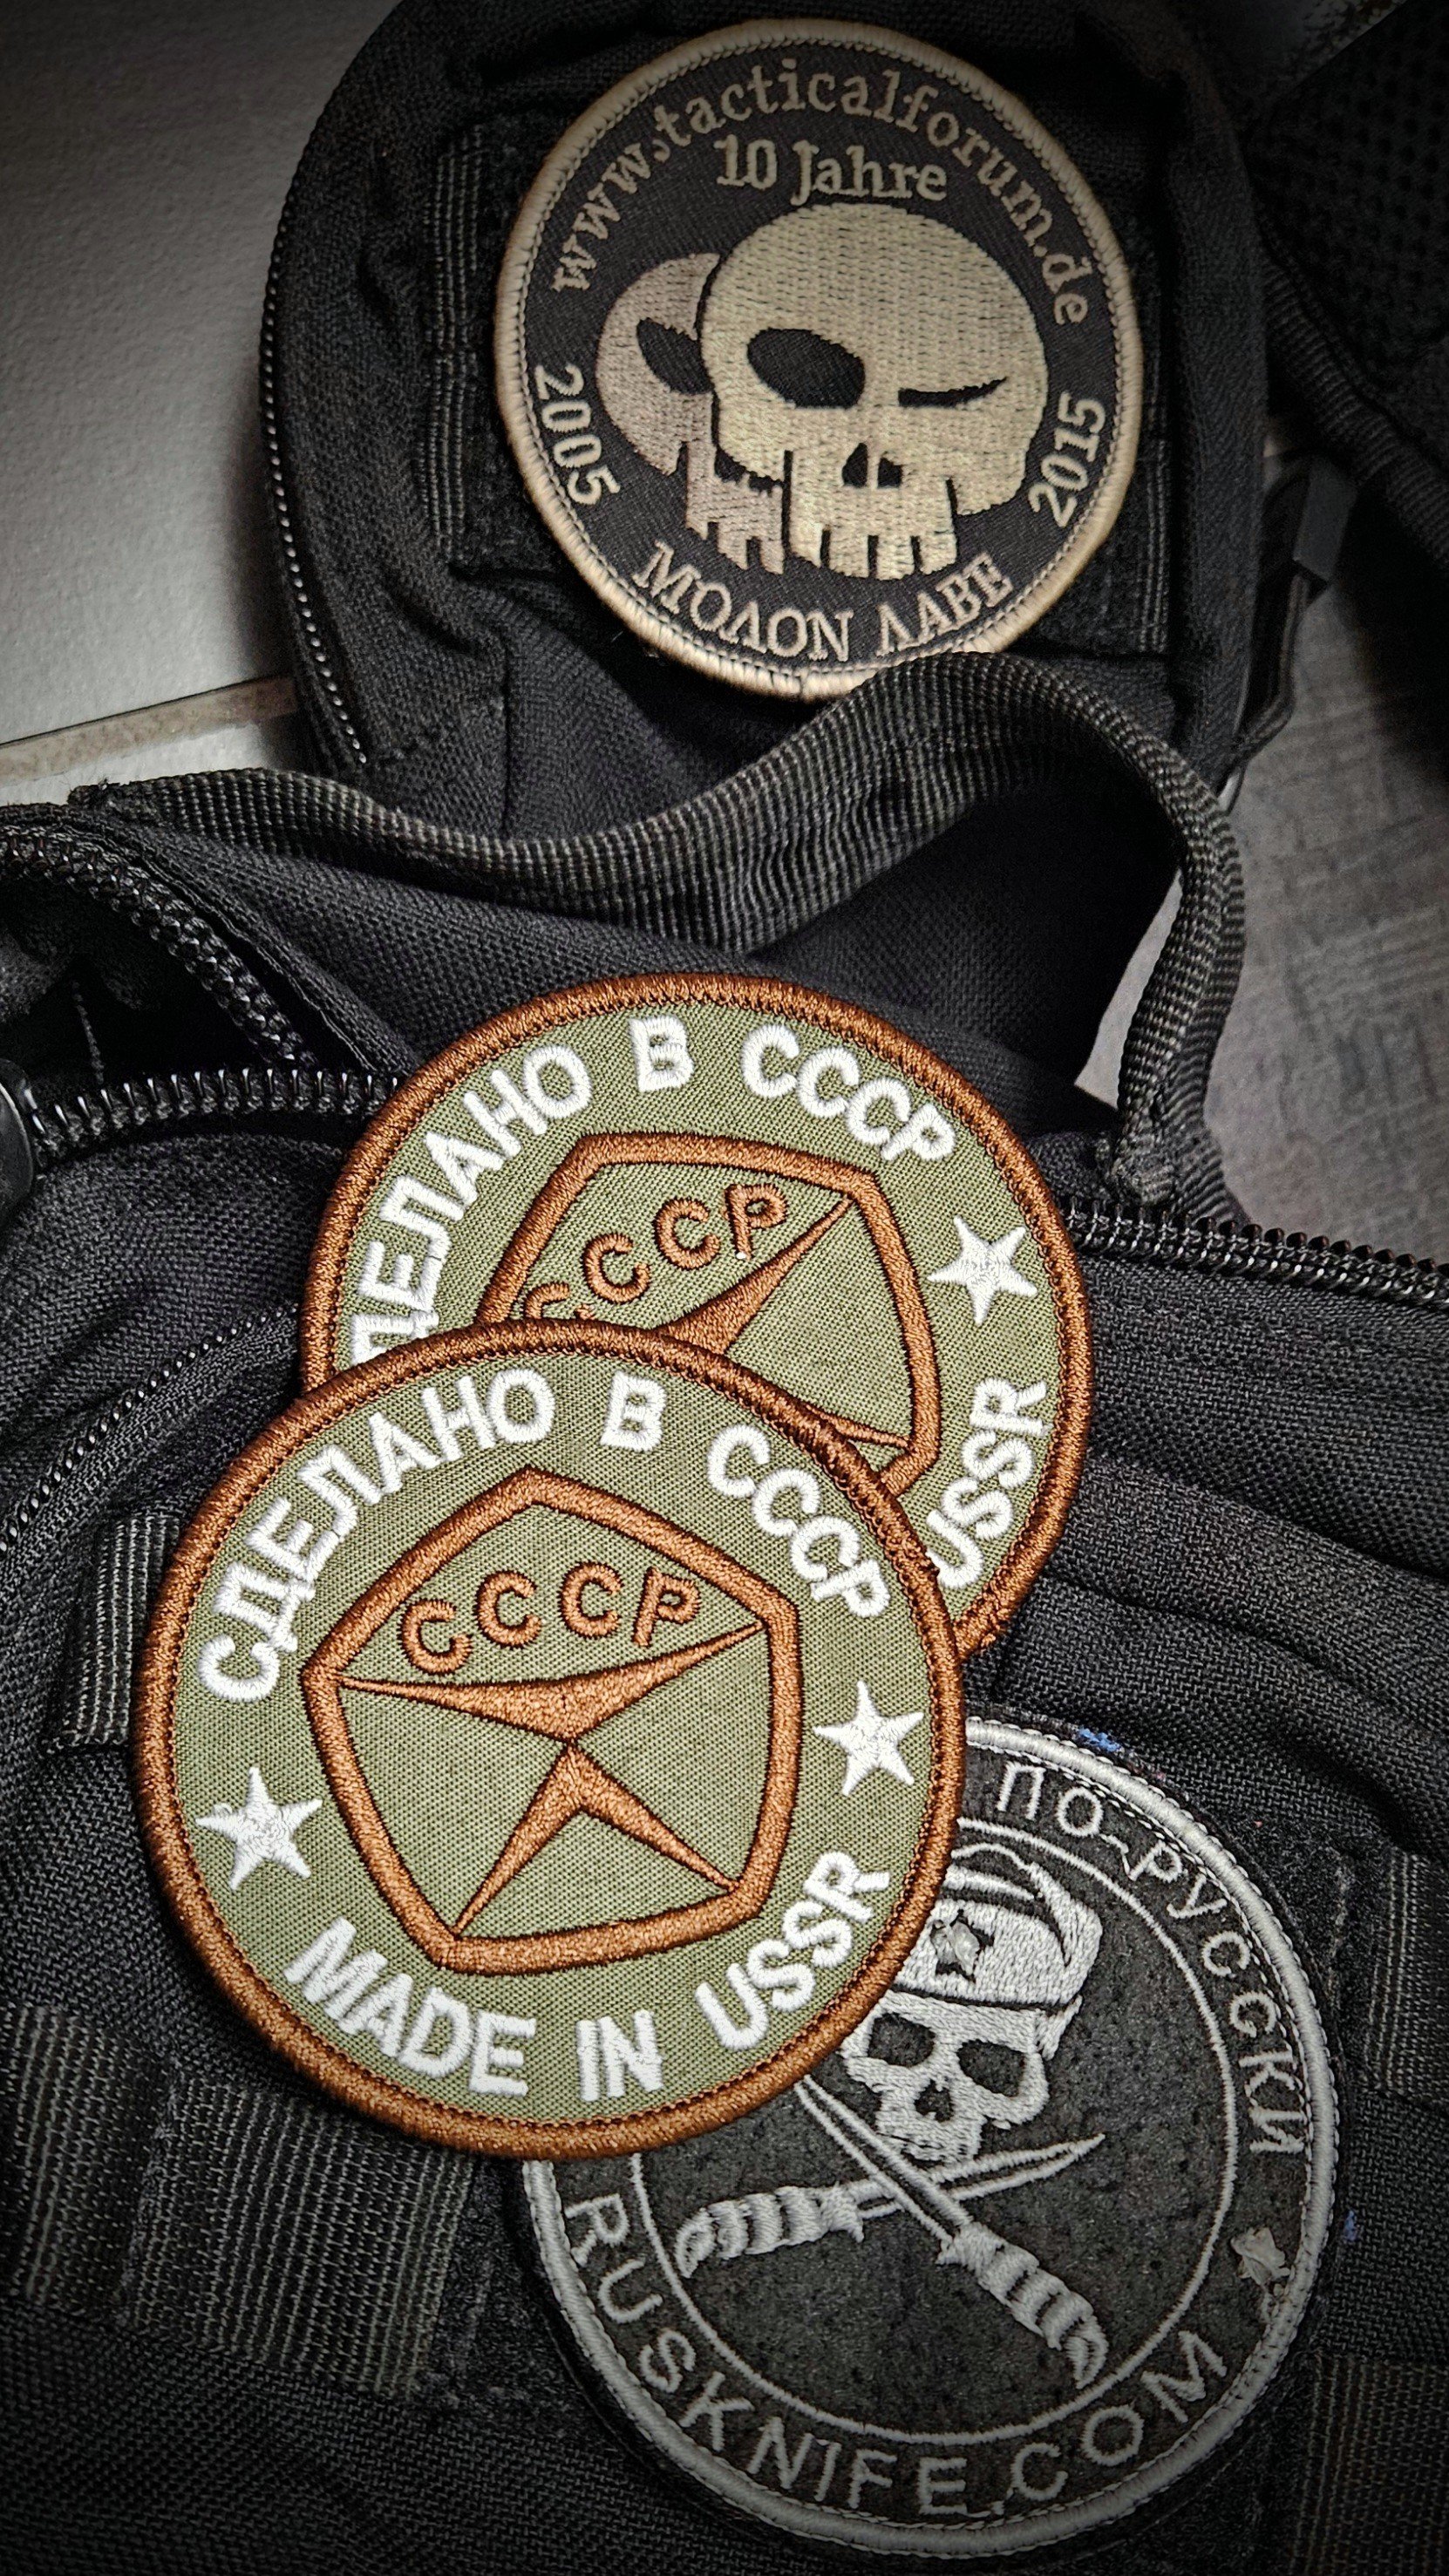 www.tacticalforum.de
10 Jahre
2005
2015
ΜΟΛΟΝ ΛΑΒΕ
СДЕЛАНО В СССР
СССР
USSR
СДЕЛАНО В СССР
СССР
MADE IN USSR
по-русски
RUSKNIFE.COM